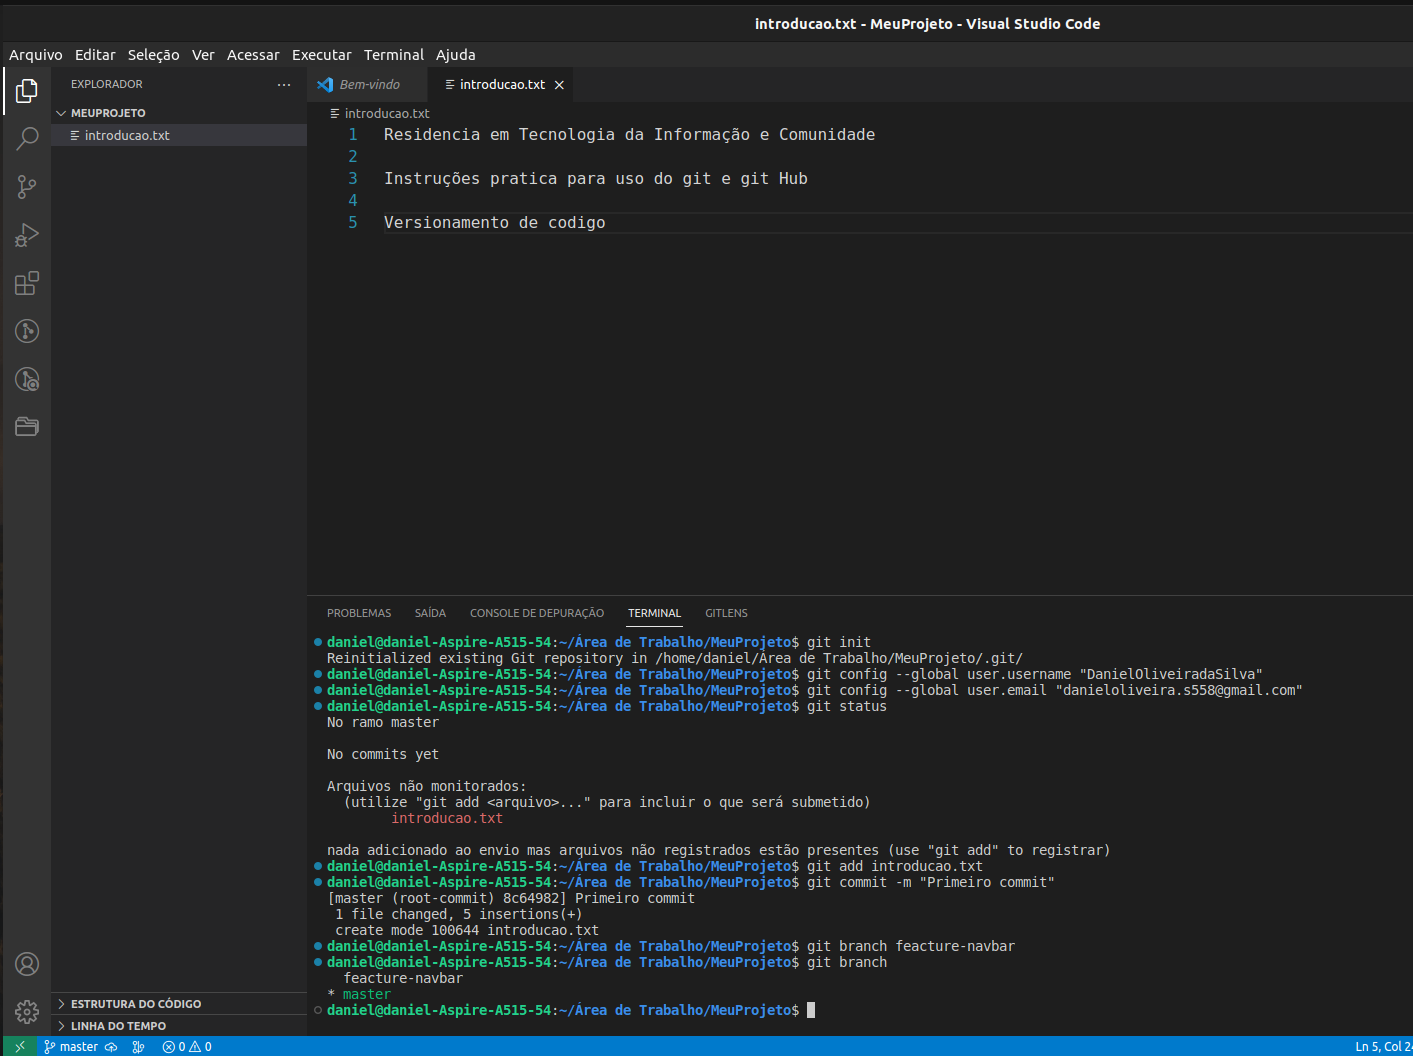 introducao.txt - MeuProjeto - Visual Studio Code
Arquivo Editar Seleção Ver Acessar Executar Terminal Ajuda
EXPLORADOR ···
MEUPROJETO
introducao.txt
Bem-vindo
introducao.txt
introducao.txt
1 Residencia em Tecnologia da Informação e Comunidade
2
3 Instruções pratica para uso do git e git Hub
4
5 Versionamento de codigo
PROBLEMAS SAÍDA CONSOLE DE DEPURAÇÃO TERMINAL GITLENS
daniel@daniel-Aspire-A515-54:~/Área de Trabalho/MeuProjeto$ git init
Reinitialized existing Git repository in /home/daniel/Área de Trabalho/MeuProjeto/.git/
daniel@daniel-Aspire-A515-54:~/Área de Trabalho/MeuProjeto$ git config --global user.username "DanielOliveiradaSilva"
daniel@daniel-Aspire-A515-54:~/Área de Trabalho/MeuProjeto$ git config --global user.email "danieloliveira.s558@gmail.com"
daniel@daniel-Aspire-A515-54:~/Área de Trabalho/MeuProjeto$ git status
No ramo master
No commits yet
Arquivos não monitorados:
(utilize "git add <arquivo>..." para incluir o que será submetido)
introducao.txt
nada adicionado ao envio mas arquivos não registrados estão presentes (use "git add" to registrar)
daniel@daniel-Aspire-A515-54:~/Área de Trabalho/MeuProjeto$ git add introducao.txt
daniel@daniel-Aspire-A515-54:~/Área de Trabalho/MeuProjeto$ git commit -m "Primeiro commit"
[master (root-commit) 8c64982] Primeiro commit
1 file changed, 5 insertions(+)
create mode 100644 introducao.txt
daniel@daniel-Aspire-A515-54:~/Área de Trabalho/MeuProjeto$ git branch feacture-navbar
daniel@daniel-Aspire-A515-54:~/Área de Trabalho/MeuProjeto$ git branch
feacture-navbar
* master
daniel@daniel-Aspire-A515-54:~/Área de Trabalho/MeuProjeto$
ESTRUTURA DO CÓDIGO
LINHA DO TEMPO
master 0 0 Ln 5, Col 24